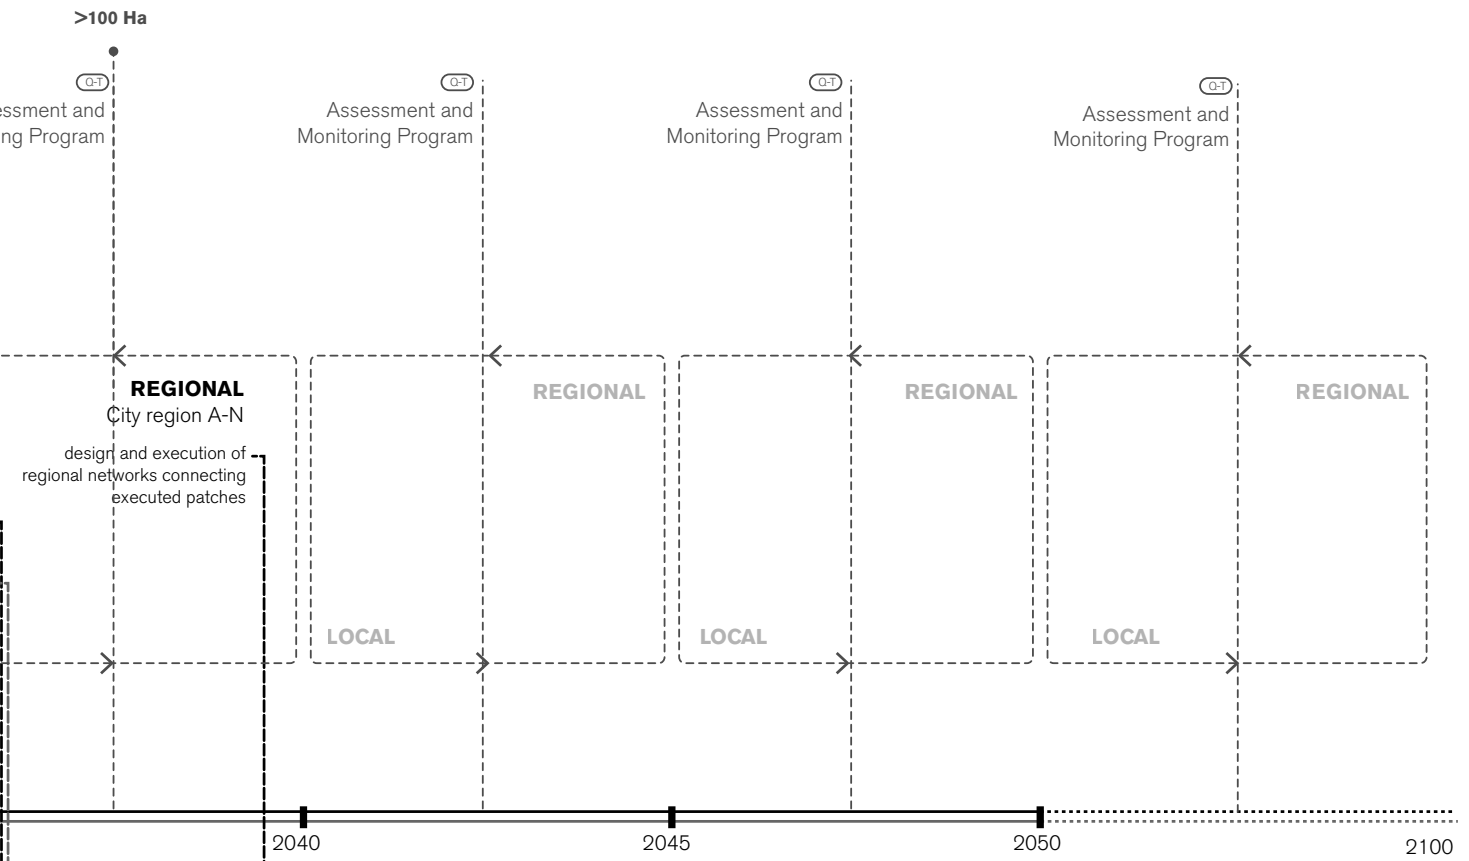 >100 Ha
Q-T
essment and
ng Program
Q-T
Assessment and
Monitoring Program
Q-T
Assessment and
Monitoring Program
Q-T
Assessment and
Monitoring Program
REGIONAL
City region A-N
design and execution of
regional networks connecting
executed patches
REGIONAL
LOCAL
REGIONAL
LOCAL
REGIONAL
LOCAL
2040
2045
2050
2100